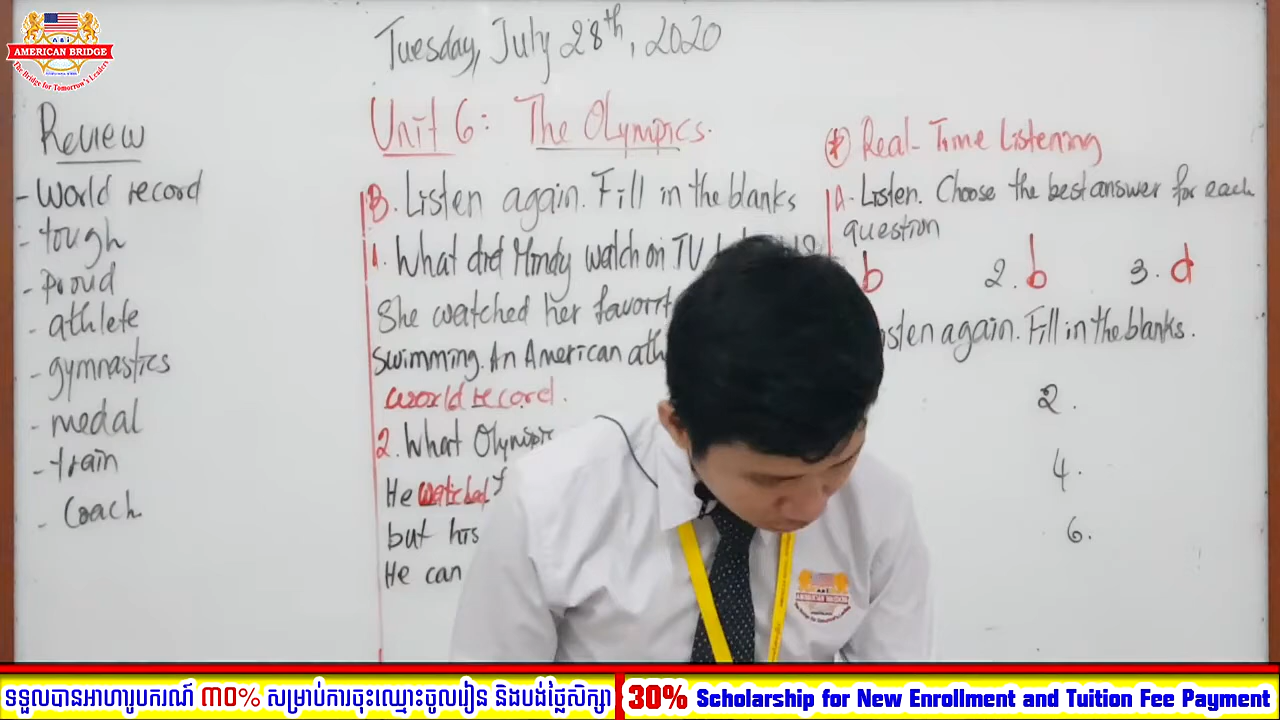 AMERICAN BRIDGE
The Bridge for Tomorrow's Leaders
Tuesday, July 28th, 2020
Review
- World record
- tough
- Proud
- athlete
- gymnastics
- medal
- train
- Coach
Unit 6: The Olympics.
B. Listen again. Fill in the blanks
1. What did Mindy watch on TV
She watched her
swimming. An American
world record.
2. What
He watched
but his
He can
Real-Time Listening
A. Listen. Choose the best answer for each
question
b 2. b 3. d
again. Fill in the blanks.
2.
4.
6.
AMERICAN BRIDGE
ទទួលបានអាហារូបករណ៍ ៣០% សម្រាប់ការចុះឈ្មោះចូលរៀន និងបង់ថ្លៃសិក្សា
30% Scholarship for New Enrollment and Tuition Fee Payment